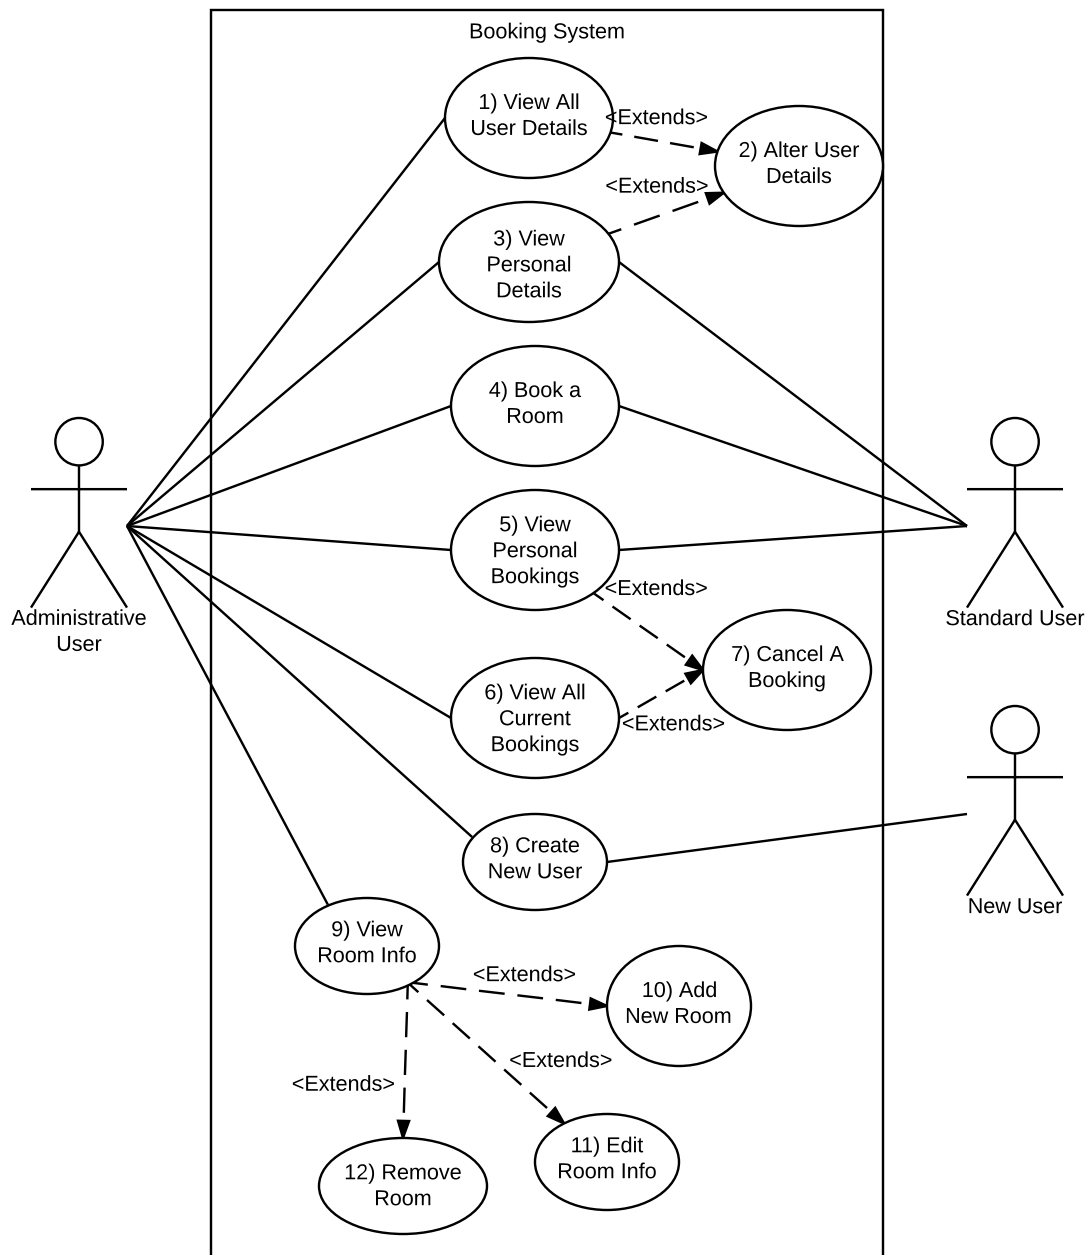 Booking System
1) View All
User Details
<Extends>
2) Alter User
Details
<Extends>
3) View
Personal
Details
4) Book a
Room
5) View
Personal
Bookings
<Extends>
Administrative
User
Standard User
7) Cancel A
Booking
6) View All
Current
Bookings
<Extends>
8) Create
New User
New User
9) View
Room Info
<Extends>
10) Add
New Room
<Extends>
<Extends>
11) Edit
Room Info
12) Remove
Room